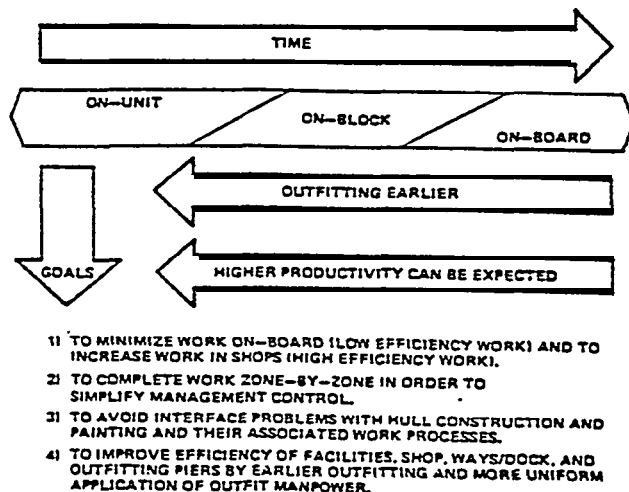 TIME
ON–UNIT
ON–BLOCK
ON–BOARD
OUTFITTING EARLIER
GOALS
HIGHER PRODUCTIVITY CAN BE EXPECTED
1) TO MINIMIZE WORK ON–BOARD (LOW EFFICIENCY WORK) AND TO
INCREASE WORK IN SHOPS (HIGH EFFICIENCY WORK).
2) TO COMPLETE WORK ZONE–BY–ZONE IN ORDER TO
SIMPLIFY MANAGEMENT CONTROL.
3) TO AVOID INTERFACE PROBLEMS WITH HULL CONSTRUCTION AND
PAINTING AND THEIR ASSOCIATED WORK PROCESSES.
4) TO IMPROVE EFFICIENCY OF FACILITIES, SHOP, WAYS/DOCK, AND
OUTFITTING PIERS BY EARLIER OUTFITTING AND MORE UNIFORM
APPLICATION OF OUTFIT MANPOWER.